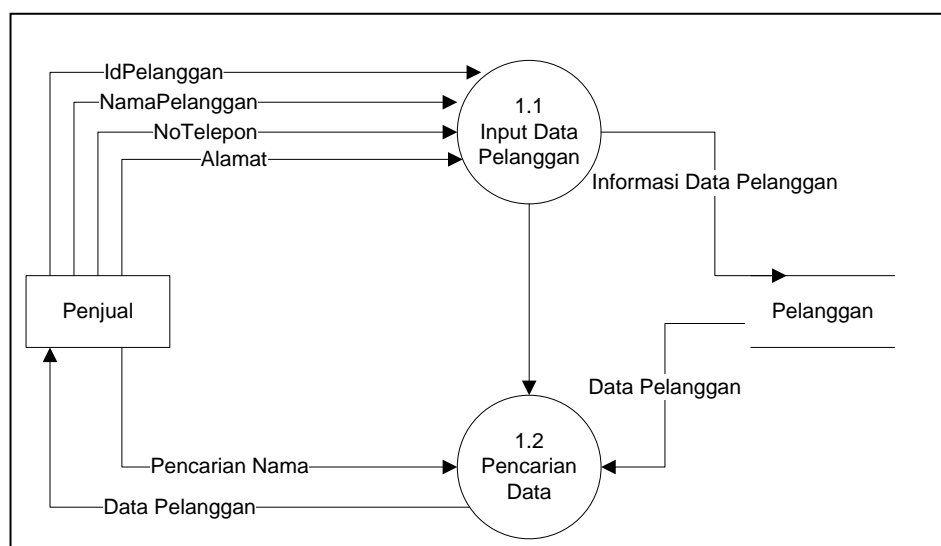 IdPelanggan
NamaPelanggan
NoTelepon
Alamat
1.1
Input Data
Pelanggan
Informasi Data Pelanggan
Penjual
Pelanggan
Data Pelanggan
1.2
Pencarian
Data
Pencarian Nama
Data Pelanggan